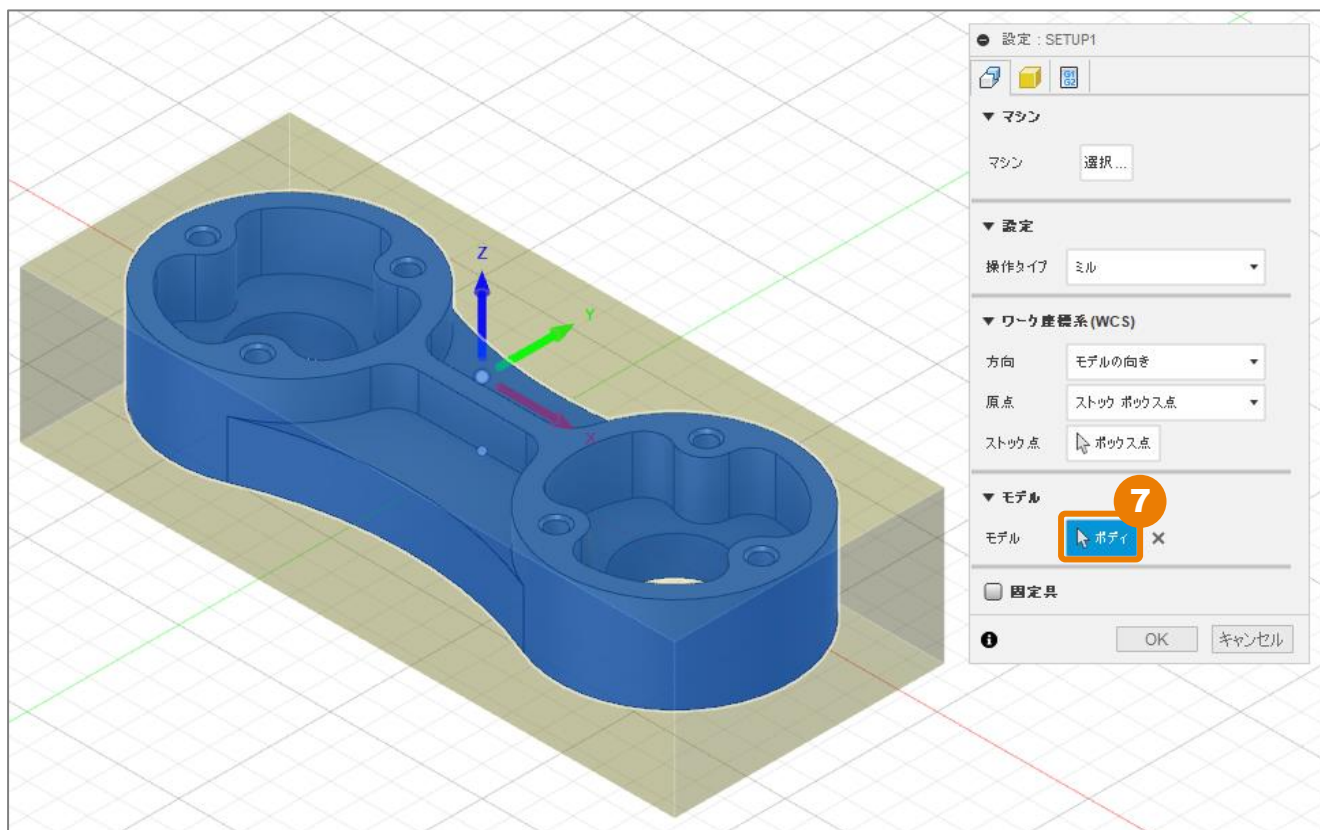 設定 : SETUP1
G1
G2
▼ マシン
マシン 選択...
▼ 設定
操作タイプ ミル
▼ ワーク座標系(WCS)
方向 モデルの向き
原点 ストック ボックス点
ストック点 ボックス点
▼ モデル
7
モデル ボディ
固定具
OK キャンセル
Z
Y
X